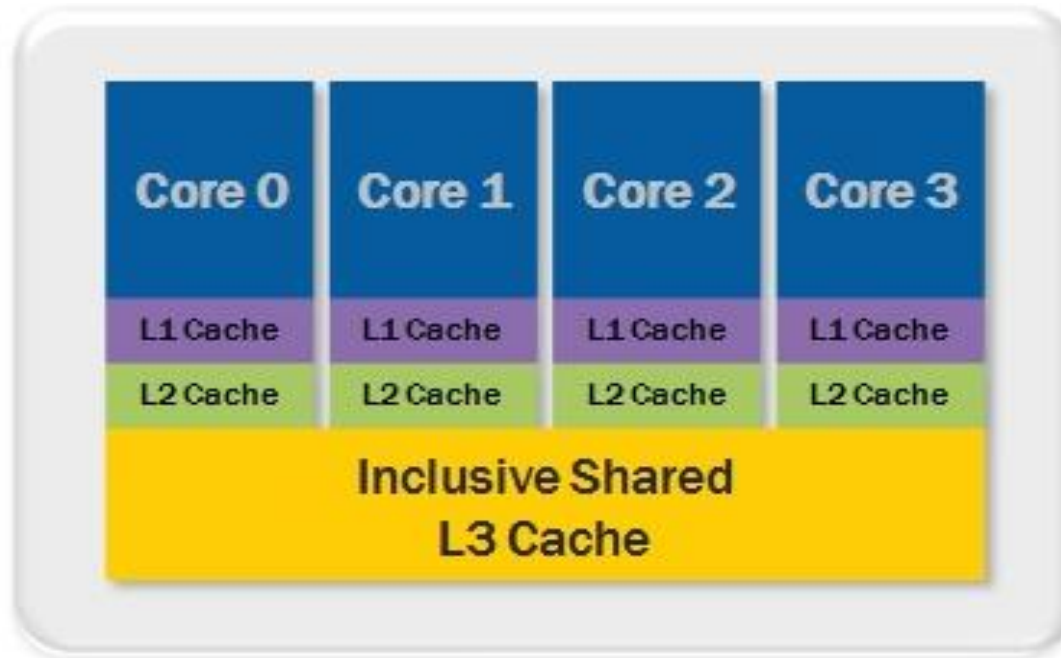 Core 0 Core 1 Core 2 Core 3
L1 Cache L1 Cache L1 Cache L1 Cache
L2 Cache L2 Cache L2 Cache L2 Cache
Inclusive Shared
L3 Cache